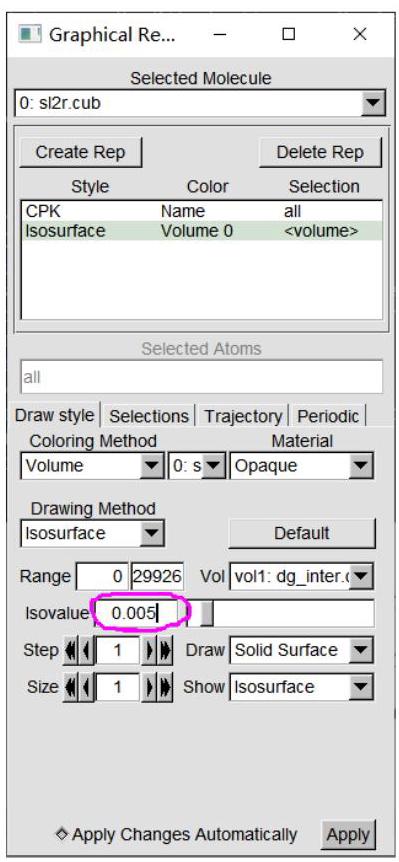 Graphical Re...
Selected Molecule
0: sl2r.cub
Create Rep Delete Rep
Style Color Selection
CPK Name all
Isosurface Volume 0 <volume>
Selected Atoms
all
Draw style Selections Trajectory Periodic
Coloring Method Material
Volume 0: s Opaque
Drawing Method
Isosurface Default
Range 0 29926 Vol vol1: dg_inter.c
Isovalue 0.005
Step 1 Draw Solid Surface
Size 1 Show Isosurface
Apply Changes Automatically Apply